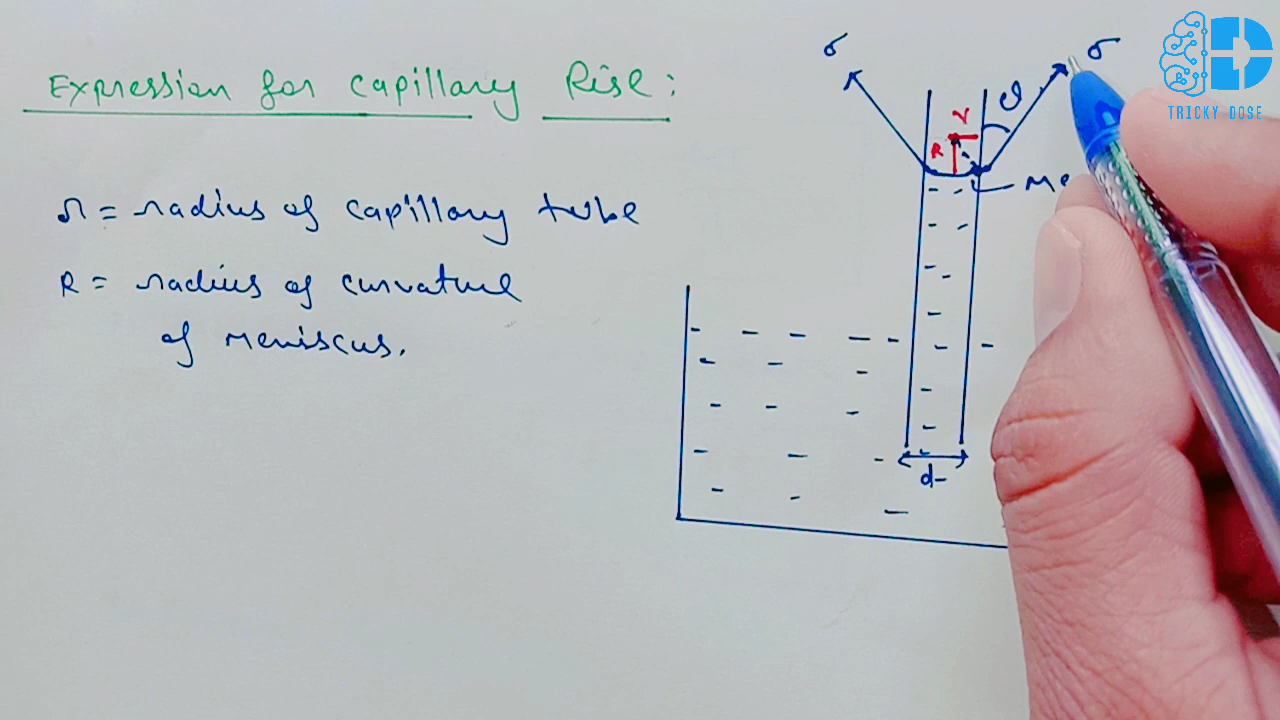 Expression for Capillary Rise :
r = radius of capillary tube
R = radius of curvature
of Meniscus.
σ
σ
θ
r
R
Me
d
TRICKY DOSE